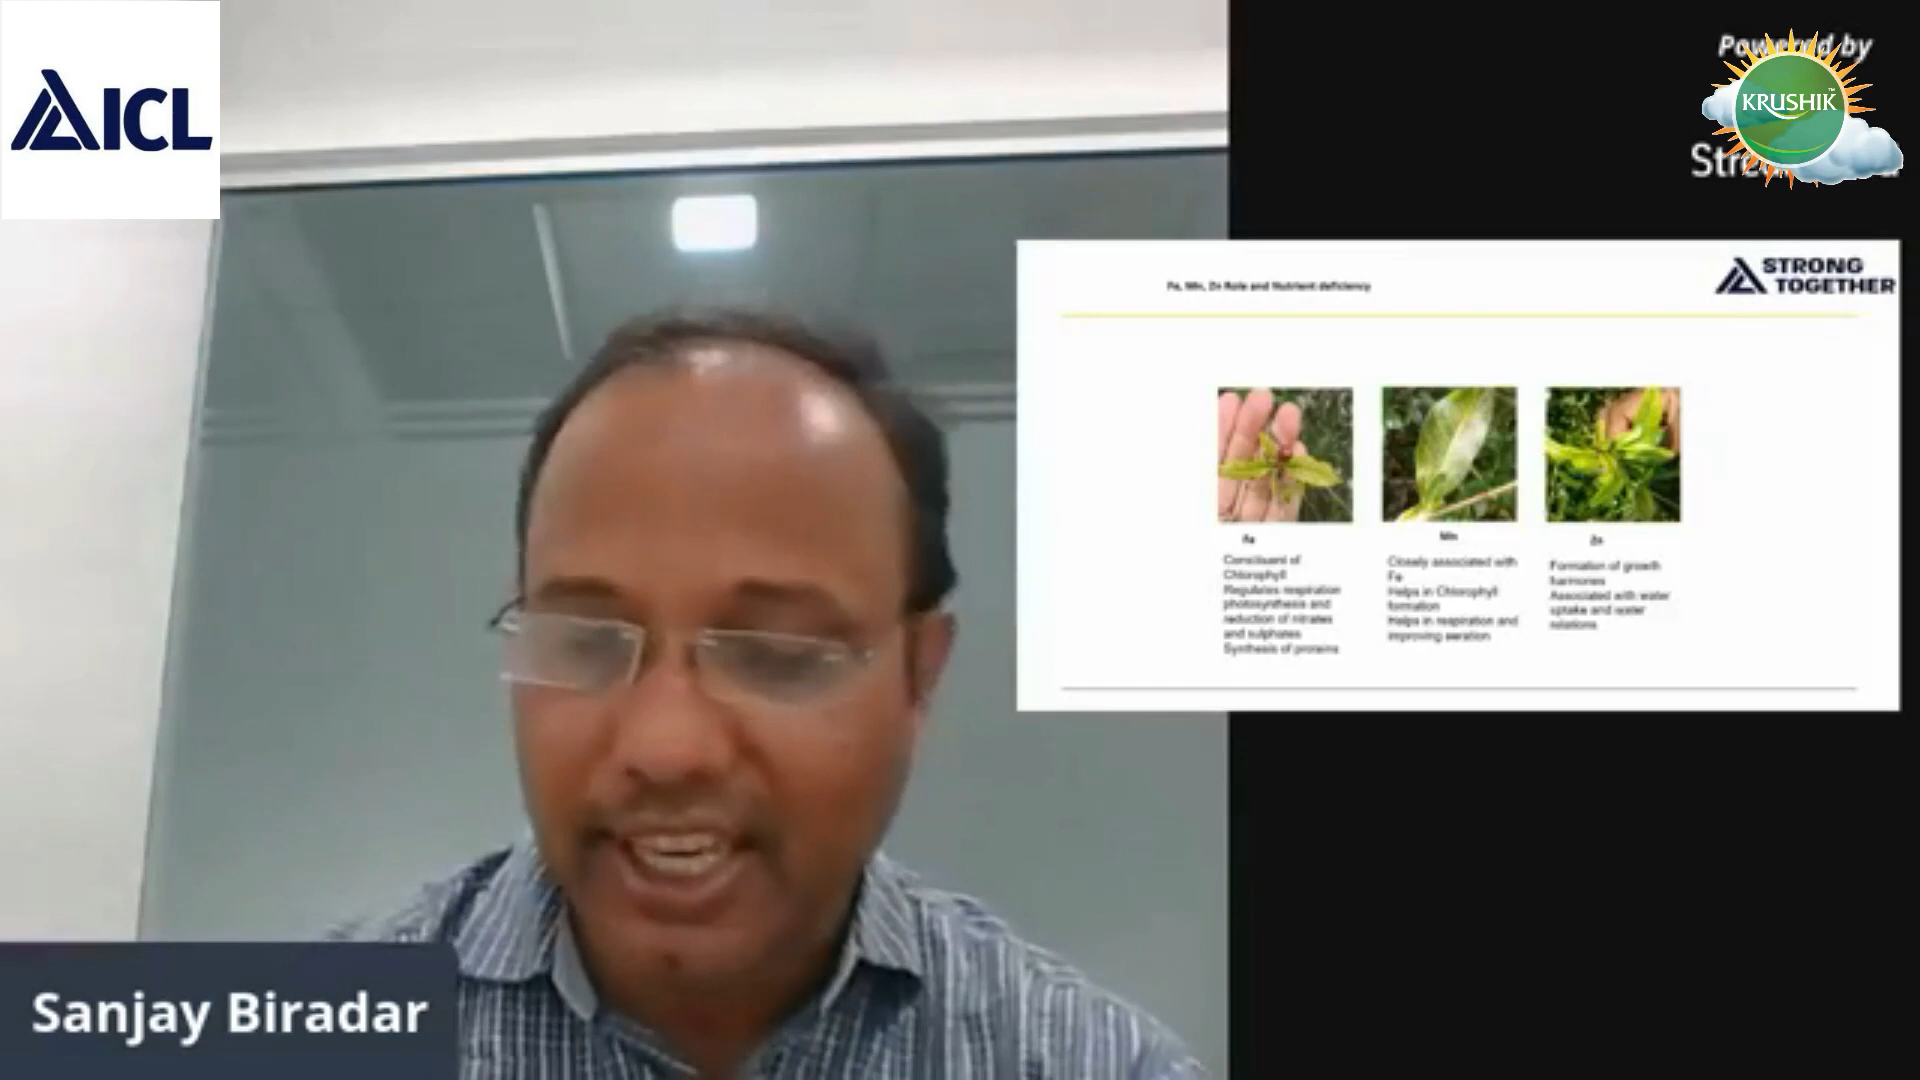 ICL
Powered by
KRUSHIK
STRONG
TOGETHER
Fe, Mn, Zn Role and Nutrient deficiency
Fe
Constituent of
Chlorophyll
Regulates respiration
photosynthesis and
reduction of nitrates
and sulphates
Synthesis of proteins
Mn
Closely associated with
Fe
Helps in Chlorophyll
formation
Helps in respiration and
improving aeration
Zn
Formation of growth
harmones
Associated with water
uptake and water
relations
Sanjay Biradar